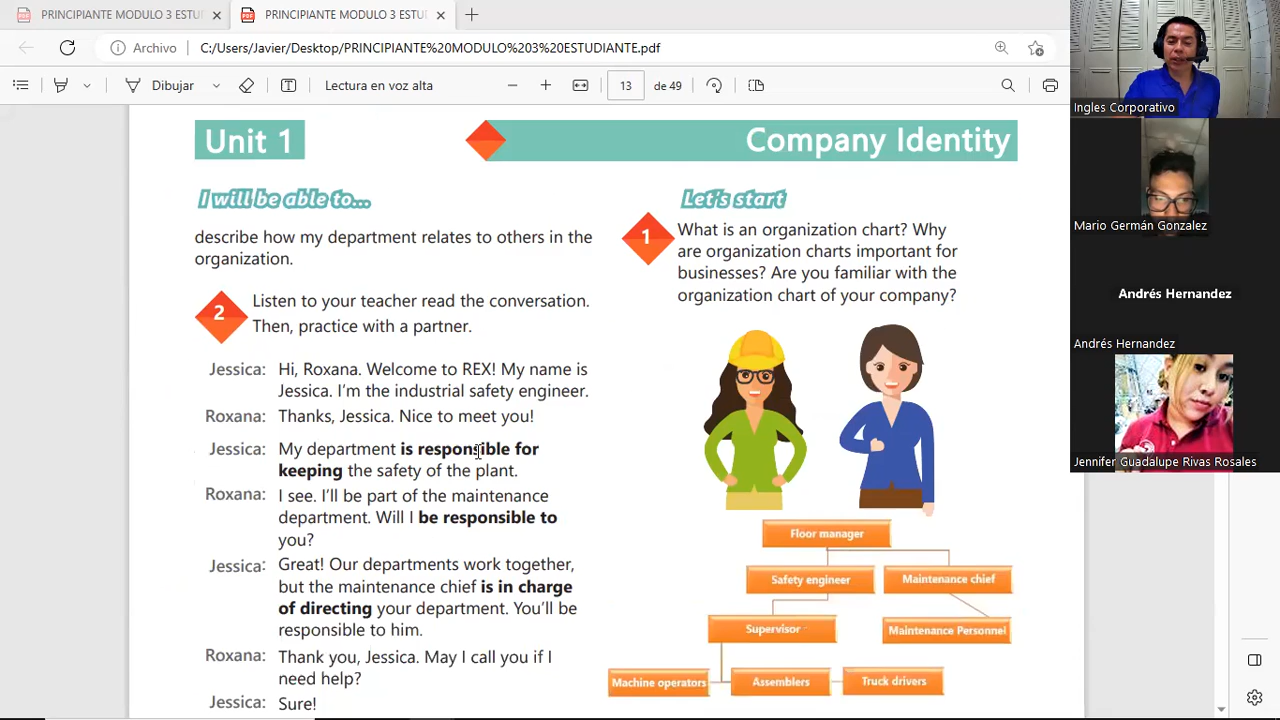 PRINCIPIANTE MODULO 3 ESTU
PRINCIPIANTE MODULO 3 ESTU
Archivo
C:/Users/Javier/Desktop/PRINCIPIANTE%20MODULO%203%20ESTUDIANTE.pdf
Dibujar
Lectura en voz alta
13
de 49
Unit 1
Company Identity
I will be able to...
describe how my department relates to others in the
organization.
2
Listen to your teacher read the conversation.
Then, practice with a partner.
Jessica: Hi, Roxana. Welcome to REX! My name is
Jessica. I'm the industrial safety engineer.
Roxana: Thanks, Jessica. Nice to meet you!
Jessica: My department is responsible for
keeping the safety of the plant.
Roxana: I see. I'll be part of the maintenance
department. Will I be responsible to
you?
Jessica: Great! Our departments work together,
but the maintenance chief is in charge
of directing your department. You'll be
responsible to him.
Roxana: Thank you, Jessica. May I call you if I
need help?
Jessica: Sure!
Let's start
1
What is an organization chart? Why
are organization charts important for
businesses? Are you familiar with the
organization chart of your company?
Floor manager
Safety engineer
Maintenance chief
Supervisor
Maintenance Personnel
Machine operators
Assemblers
Truck drivers
Ingles Corporativo
Mario Germán Gonzalez
Andrés Hernandez
Andrés Hernandez
Jennifer Guadalupe Rivas Rosales